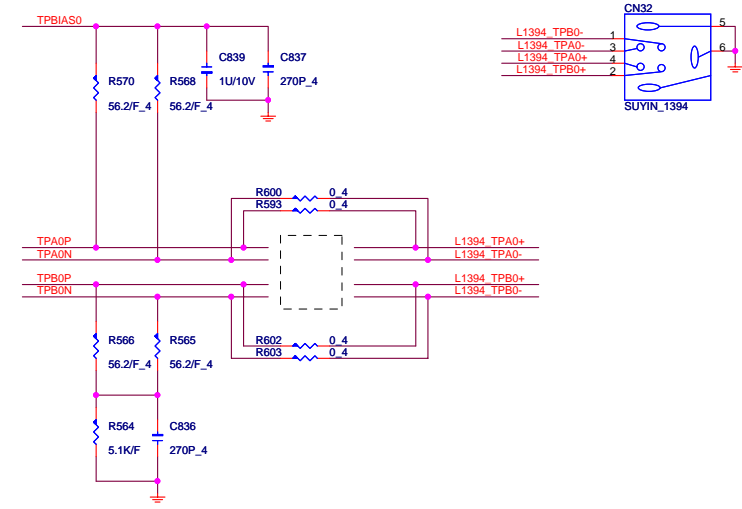 TPBIAS0
R570
56.2/F_4
R568
56.2/F_4
C839
1U/10V
C837
270P_4
CN32
L1394_TPB0- 1
L1394_TPA0- 3
L1394_TPA0+ 4
L1394_TPB0+ 2
5
6
SUYIN_1394
R600 0_4
R593 0_4
TPA0P
TPA0N
TPB0P
TPB0N
L1394_TPA0+
L1394_TPA0-
L1394_TPB0+
L1394_TPB0-
R602 0_4
R603 0_4
R566
56.2/F_4
R565
56.2/F_4
R564
5.1K/F
C836
270P_4